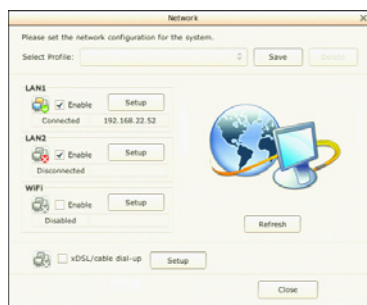 Network
Please set the network configuration for the system.
Select Profile: Save Delete
LAN1
Enable Setup
Connected 192.168.22.52
LAN2
Enable Setup
Disconnected
WiFi
Enable Setup
Disabled
Refresh
xDSL/cable dial-up Setup
Close